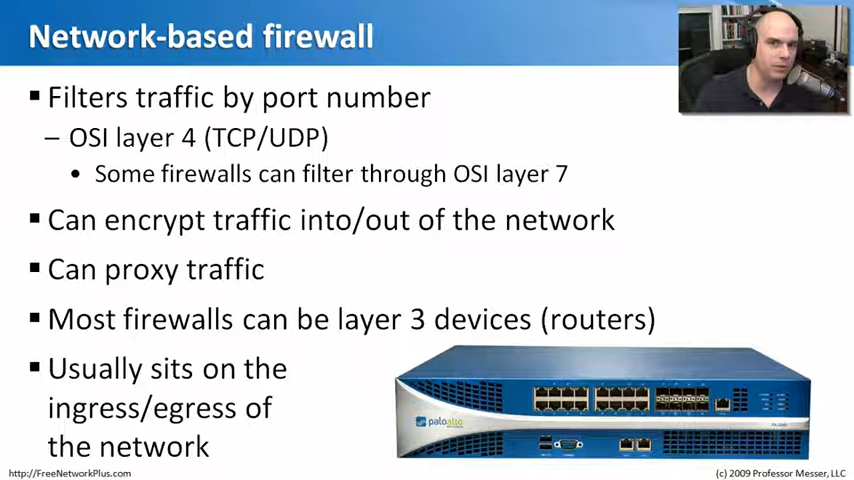 Network-based firewall
▪ Filters traffic by port number
– OSI layer 4 (TCP/UDP)
• Some firewalls can filter through OSI layer 7
▪ Can encrypt traffic into/out of the network
▪ Can proxy traffic
▪ Most firewalls can be layer 3 devices (routers)
▪ Usually sits on the
ingress/egress of
the network
paloalto
http://FreeNetworkPlus.com
(c) 2009 Professor Messer, LLC